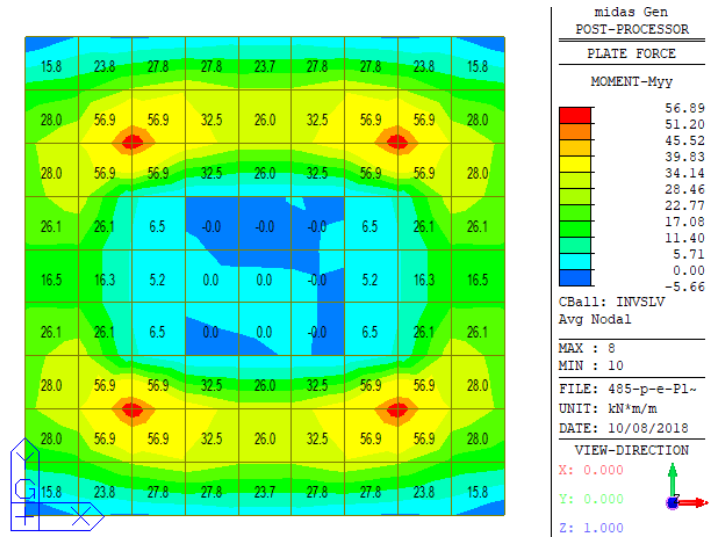 midas Gen
POST-PROCESSOR
PLATE FORCE
MOMENT-Myy
56.89
51.20
45.52
39.83
34.14
28.46
22.77
17.08
11.40
5.71
0.00
-5.66
CBall: INVSLV
Avg Nodal
MAX : 8
MIN : 10
FILE: 485-p-e-Pl~
UNIT: kN*m/m
DATE: 10/08/2018
VIEW-DIRECTION
X: 0.000
Y: 0.000
Z: 1.000
Z
15.8 23.8 27.8 27.8 23.7 27.8 27.8 23.8 15.8
28.0 56.9 56.9 32.5 26.0 32.5 56.9 56.9 28.0
28.0 56.9 56.9 32.5 26.0 32.5 56.9 56.9 28.0
26.1 26.1 6.5 -0.0 -0.0 -0.0 6.5 26.1 26.1
16.5 16.3 5.2 0.0 0.0 -0.0 5.2 16.3 16.5
26.1 26.1 6.5 0.0 0.0 -0.0 6.5 26.1 26.1
28.0 56.9 56.9 32.5 26.0 32.5 56.9 56.9 28.0
28.0 56.9 56.9 32.5 26.0 32.5 56.9 56.9 28.0
15.8 23.8 27.8 27.8 23.7 27.8 27.8 23.8 15.8
Y
G
X